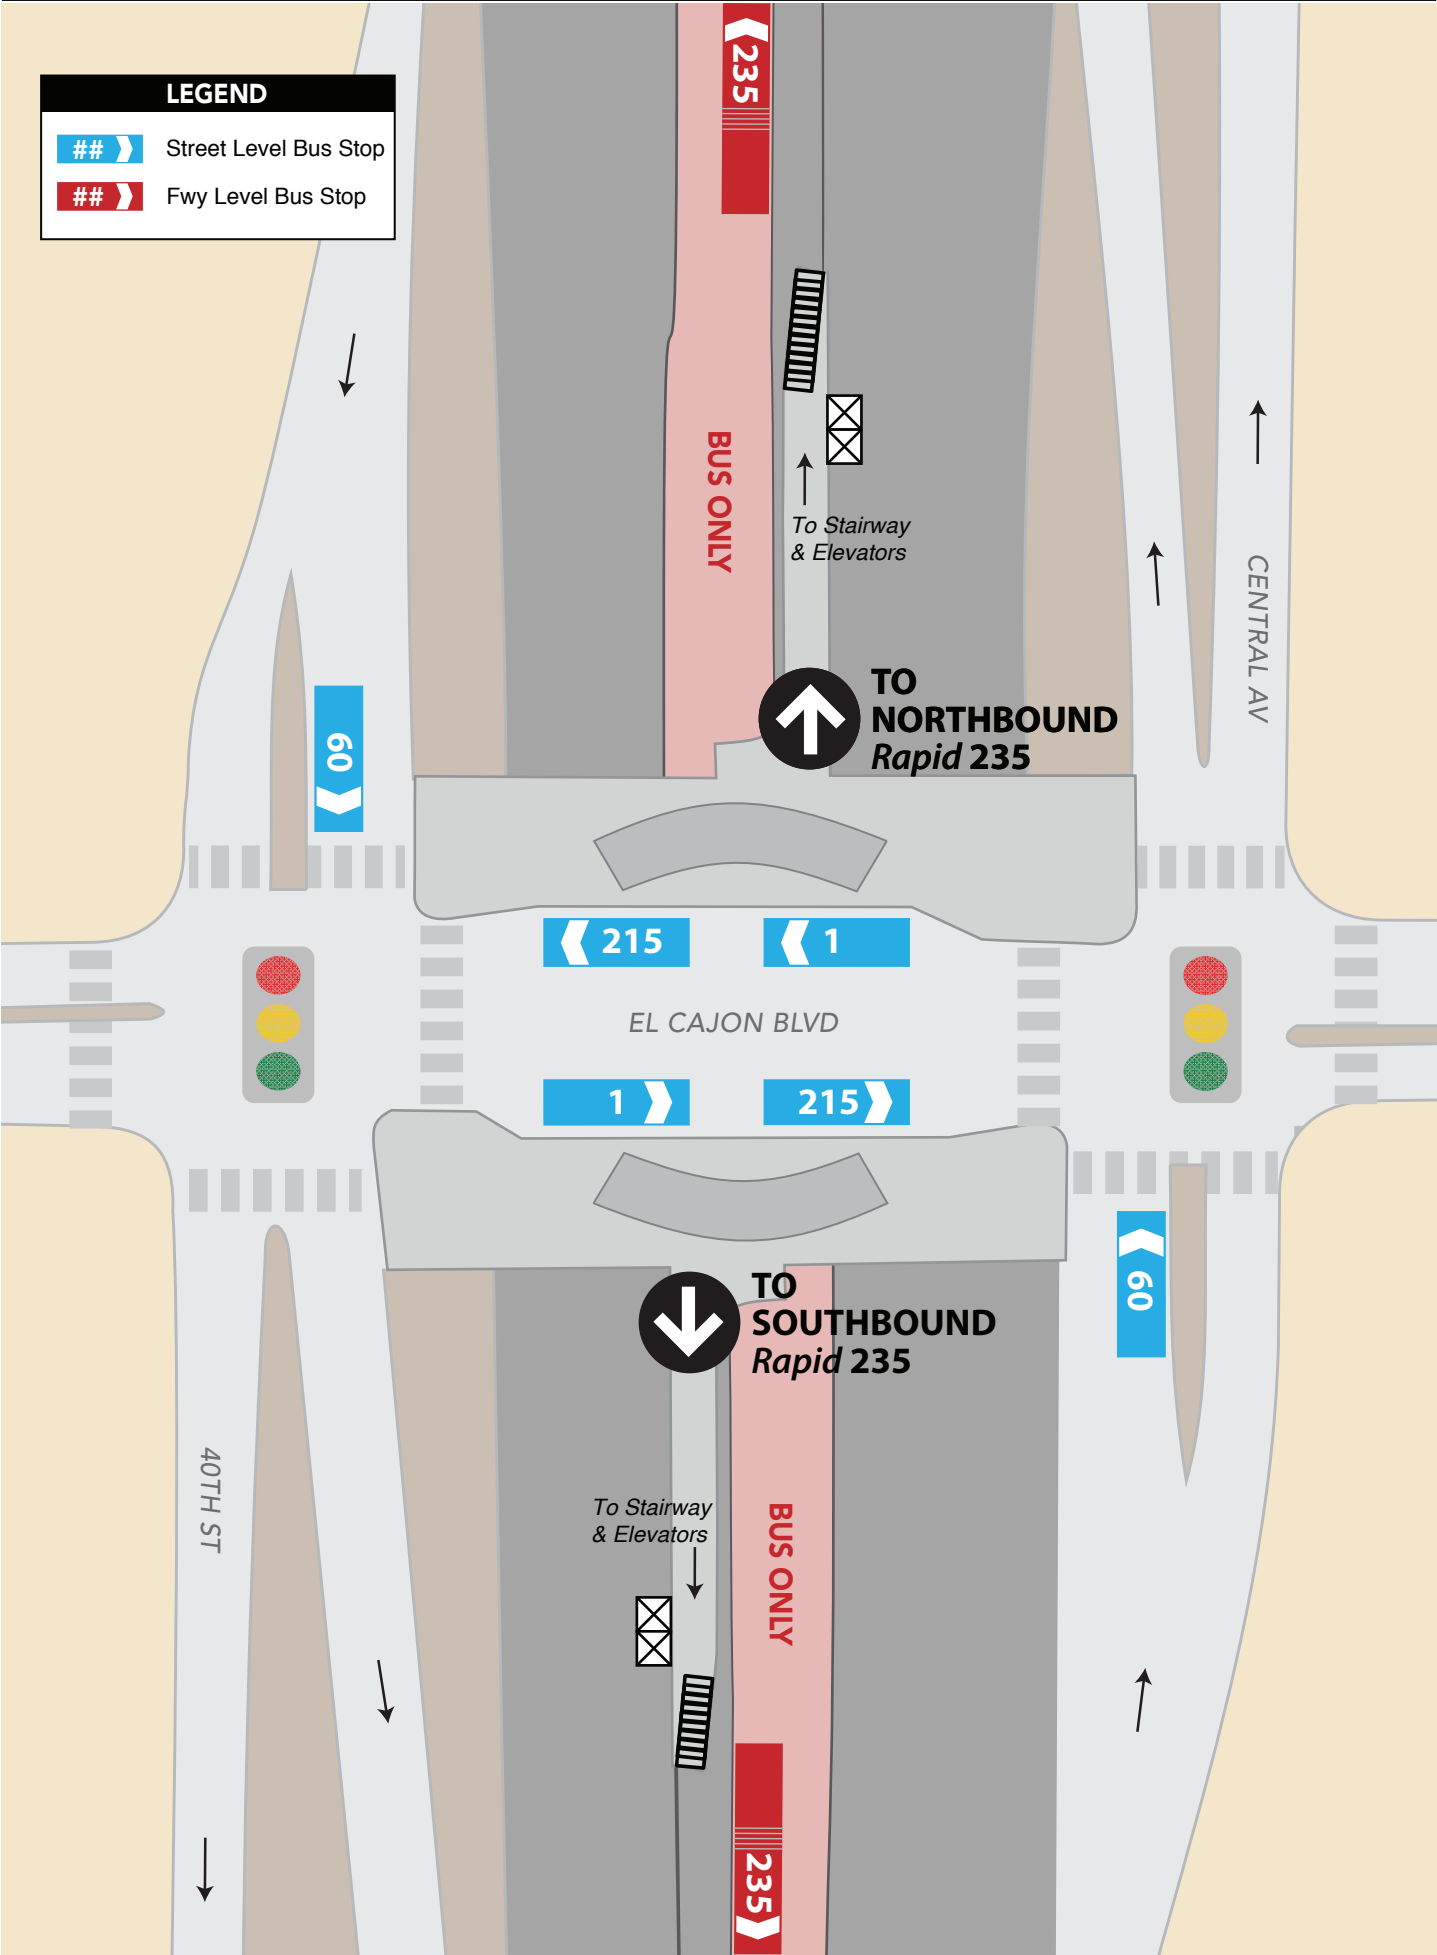 235
LEGEND
## Street Level Bus Stop
## Fwy Level Bus Stop
BUS ONLY
To Stairway
& Elevators
CENTRAL AV
TO
NORTHBOUND
Rapid 235
60
215
1
EL CAJON BLVD
1
215
60
TO
SOUTHBOUND
Rapid 235
40TH ST
To Stairway
& Elevators
BUS ONLY
235